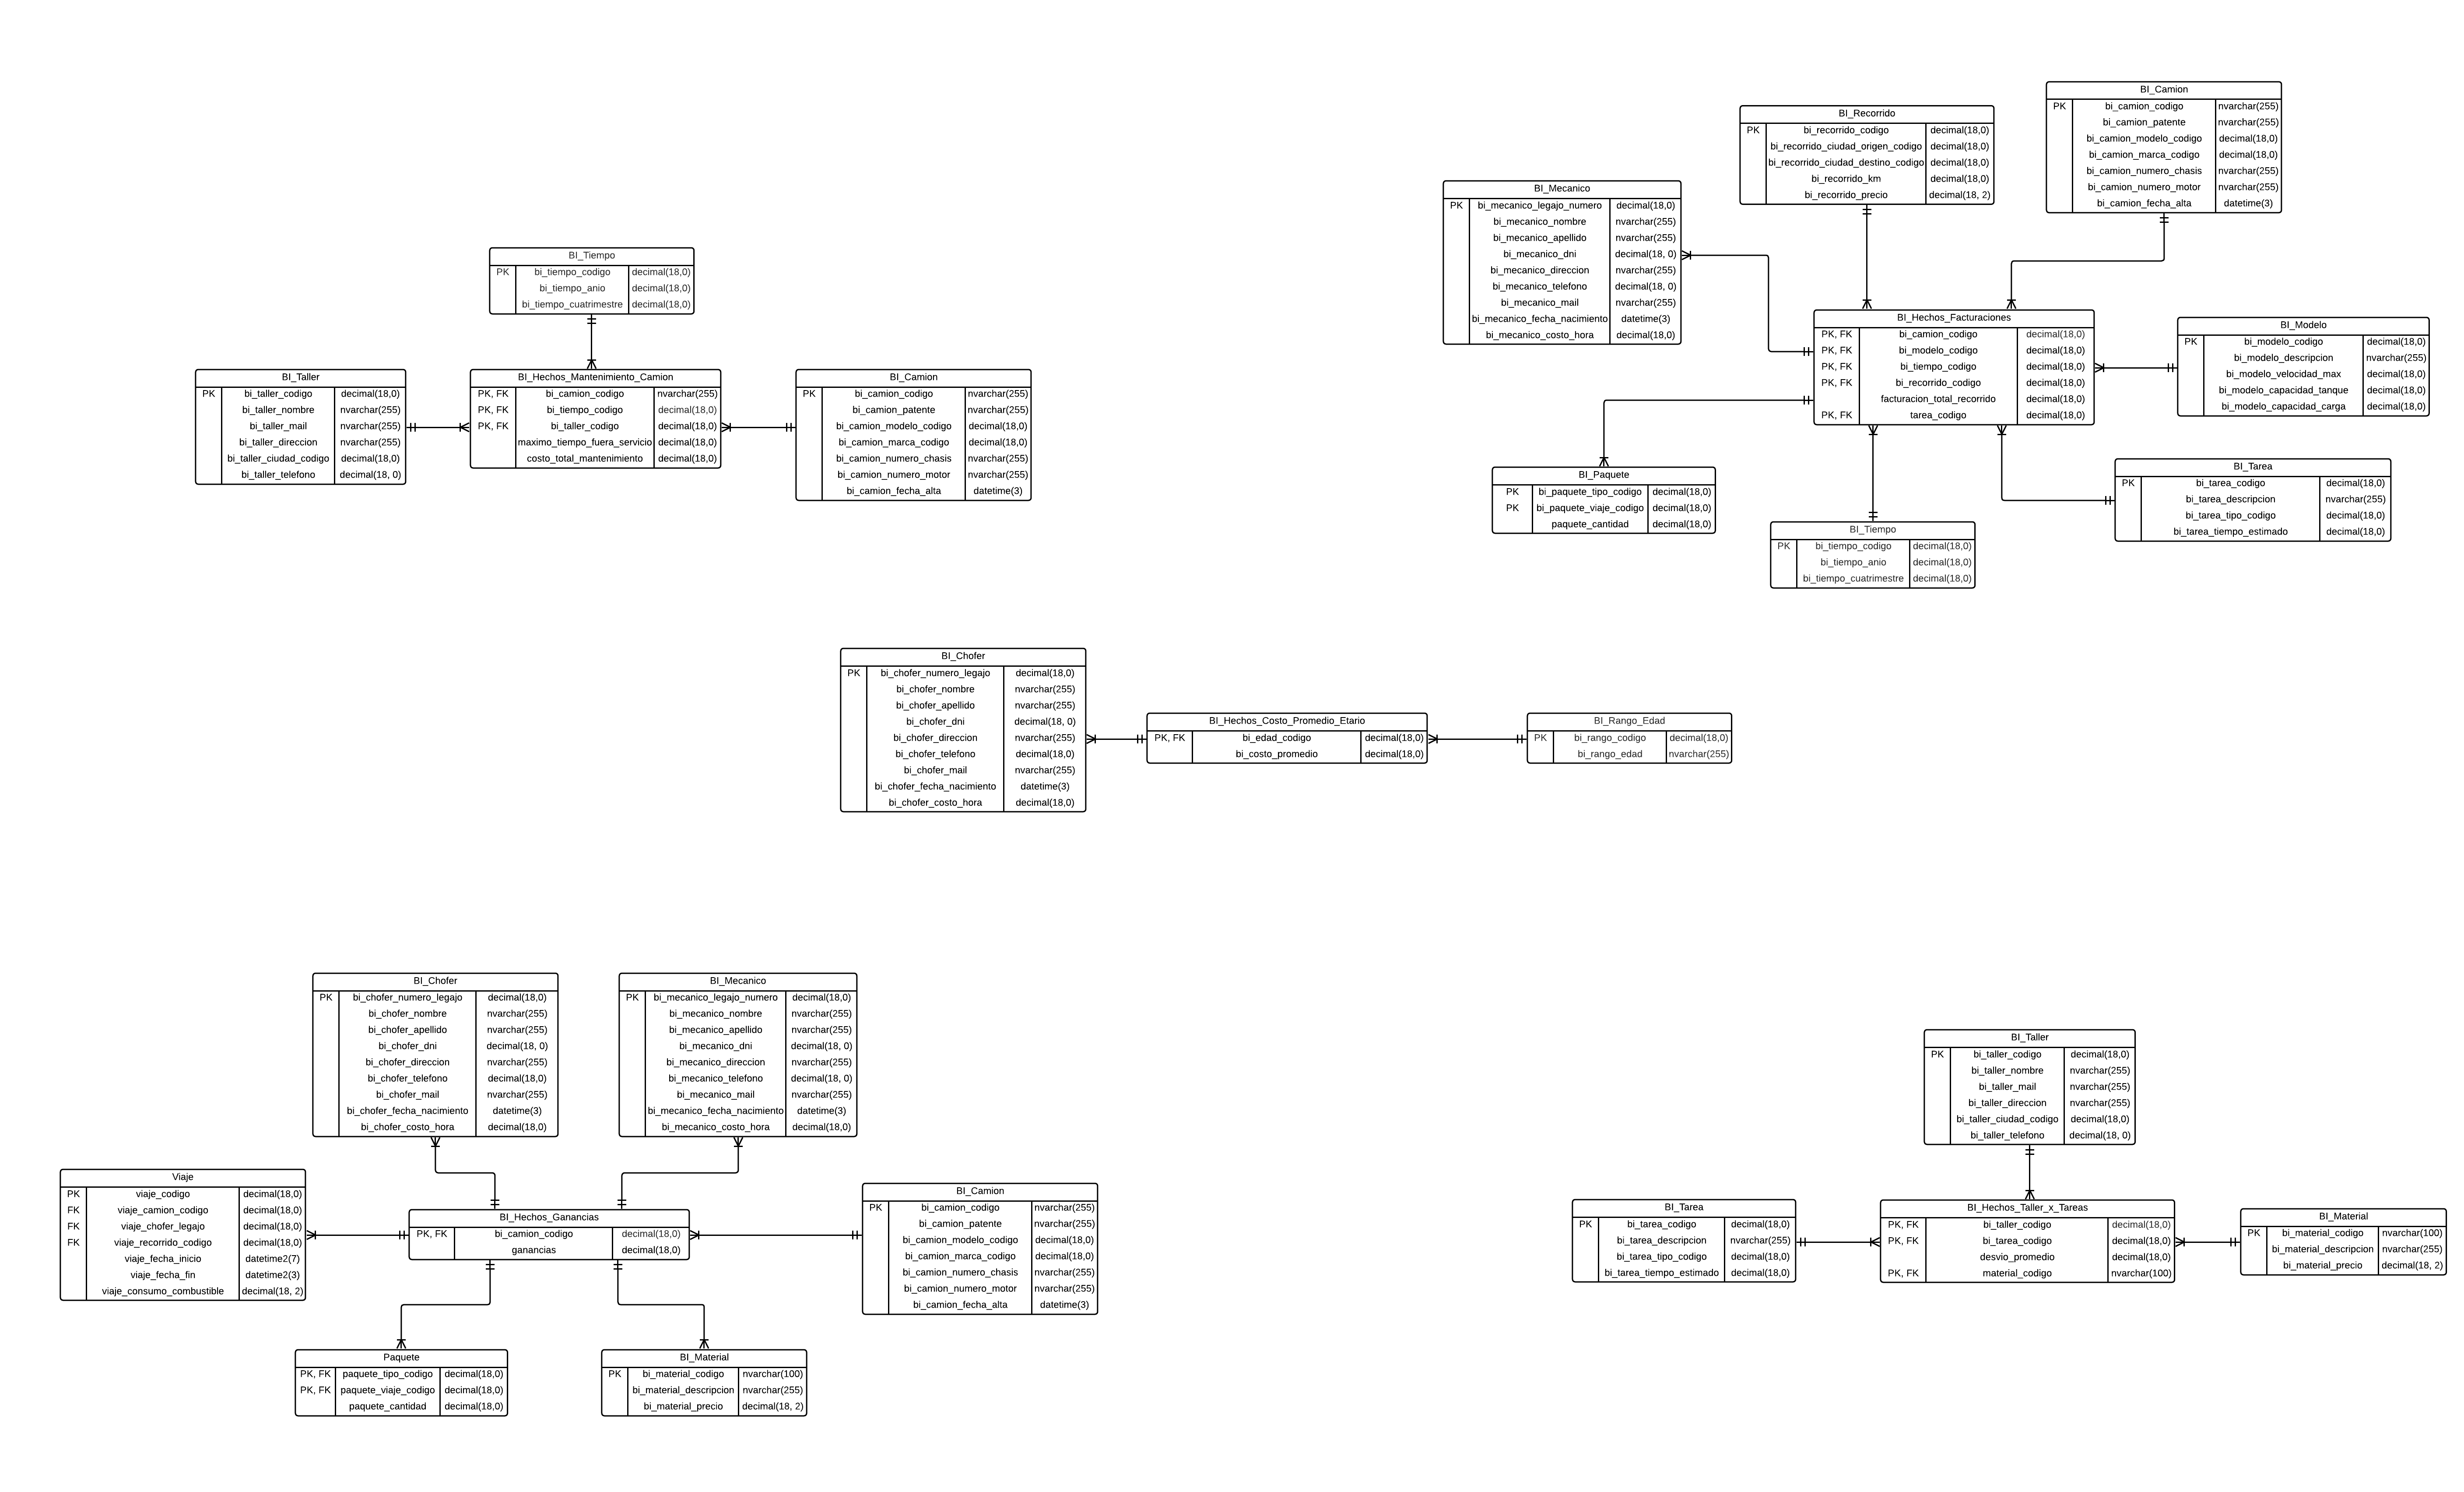 BI_Tiempo
PK bi_tiempo_codigo decimal(18,0)
bi_tiempo_anio decimal(18,0)
bi_tiempo_cuatrimestre decimal(18,0)
BI_Taller
PK bi_taller_codigo decimal(18,0)
bi_taller_nombre nvarchar(255)
bi_taller_mail nvarchar(255)
bi_taller_direccion nvarchar(255)
bi_taller_ciudad_codigo decimal(18,0)
bi_taller_telefono decimal(18, 0)
BI_Hechos_Mantenimiento_Camion
PK, FK bi_camion_codigo nvarchar(255)
PK, FK bi_tiempo_codigo decimal(18,0)
PK, FK bi_taller_codigo decimal(18,0)
maximo_tiempo_fuera_servicio decimal(18,0)
costo_total_mantenimiento decimal(18,0)
BI_Camion
PK bi_camion_codigo nvarchar(255)
bi_camion_patente nvarchar(255)
bi_camion_modelo_codigo decimal(18,0)
bi_camion_marca_codigo decimal(18,0)
bi_camion_numero_chasis nvarchar(255)
bi_camion_numero_motor nvarchar(255)
bi_camion_fecha_alta datetime(3)
BI_Mecanico
PK bi_mecanico_legajo_numero decimal(18,0)
bi_mecanico_nombre nvarchar(255)
bi_mecanico_apellido nvarchar(255)
bi_mecanico_dni decimal(18, 0)
bi_mecanico_direccion nvarchar(255)
bi_mecanico_telefono decimal(18, 0)
bi_mecanico_mail nvarchar(255)
bi_mecanico_fecha_nacimiento datetime(3)
bi_mecanico_costo_hora decimal(18,0)
BI_Recorrido
PK bi_recorrido_codigo decimal(18,0)
bi_recorrido_ciudad_origen_codigo decimal(18,0)
bi_recorrido_ciudad_destino_codigo decimal(18,0)
bi_recorrido_km decimal(18,0)
bi_recorrido_precio decimal(18, 2)
BI_Camion
PK bi_camion_codigo nvarchar(255)
bi_camion_patente nvarchar(255)
bi_camion_modelo_codigo decimal(18,0)
bi_camion_marca_codigo decimal(18,0)
bi_camion_numero_chasis nvarchar(255)
bi_camion_numero_motor nvarchar(255)
bi_camion_fecha_alta datetime(3)
BI_Hechos_Facturaciones
PK, FK bi_camion_codigo decimal(18,0)
PK, FK bi_modelo_codigo decimal(18,0)
PK, FK bi_tiempo_codigo decimal(18,0)
PK, FK bi_recorrido_codigo decimal(18,0)
facturacion_total_recorrido decimal(18,0)
PK, FK tarea_codigo decimal(18,0)
BI_Modelo
PK bi_modelo_codigo decimal(18,0)
bi_modelo_descripcion nvarchar(255)
bi_modelo_velocidad_max decimal(18,0)
bi_modelo_capacidad_tanque decimal(18,0)
bi_modelo_capacidad_carga decimal(18,0)
BI_Paquete
PK bi_paquete_tipo_codigo decimal(18,0)
PK bi_paquete_viaje_codigo decimal(18,0)
paquete_cantidad decimal(18,0)
BI_Tiempo
PK bi_tiempo_codigo decimal(18,0)
bi_tiempo_anio decimal(18,0)
bi_tiempo_cuatrimestre decimal(18,0)
BI_Tarea
PK bi_tarea_codigo decimal(18,0)
bi_tarea_descripcion nvarchar(255)
bi_tarea_tipo_codigo decimal(18,0)
bi_tarea_tiempo_estimado decimal(18,0)
BI_Chofer
PK bi_chofer_numero_legajo decimal(18,0)
bi_chofer_nombre nvarchar(255)
bi_chofer_apellido nvarchar(255)
bi_chofer_dni decimal(18, 0)
bi_chofer_direccion nvarchar(255)
bi_chofer_telefono decimal(18,0)
bi_chofer_mail nvarchar(255)
bi_chofer_fecha_nacimiento datetime(3)
bi_chofer_costo_hora decimal(18,0)
BI_Hechos_Costo_Promedio_Etario
PK, FK bi_edad_codigo decimal(18,0)
bi_costo_promedio decimal(18,0)
BI_Rango_Edad
PK bi_rango_codigo decimal(18,0)
bi_rango_edad nvarchar(255)
BI_Chofer
PK bi_chofer_numero_legajo decimal(18,0)
bi_chofer_nombre nvarchar(255)
bi_chofer_apellido nvarchar(255)
bi_chofer_dni decimal(18, 0)
bi_chofer_direccion nvarchar(255)
bi_chofer_telefono decimal(18,0)
bi_chofer_mail nvarchar(255)
bi_chofer_fecha_nacimiento datetime(3)
bi_chofer_costo_hora decimal(18,0)
BI_Mecanico
PK bi_mecanico_legajo_numero decimal(18,0)
bi_mecanico_nombre nvarchar(255)
bi_mecanico_apellido nvarchar(255)
bi_mecanico_dni decimal(18, 0)
bi_mecanico_direccion nvarchar(255)
bi_mecanico_telefono decimal(18, 0)
bi_mecanico_mail nvarchar(255)
bi_mecanico_fecha_nacimiento datetime(3)
bi_mecanico_costo_hora decimal(18,0)
Viaje
PK viaje_codigo decimal(18,0)
FK viaje_camion_codigo decimal(18,0)
FK viaje_chofer_legajo decimal(18,0)
FK viaje_recorrido_codigo decimal(18,0)
viaje_fecha_inicio datetime2(7)
viaje_fecha_fin datetime2(3)
viaje_consumo_combustible decimal(18, 2)
BI_Hechos_Ganancias
PK, FK bi_camion_codigo decimal(18,0)
ganancias decimal(18,0)
BI_Camion
PK bi_camion_codigo nvarchar(255)
bi_camion_patente nvarchar(255)
bi_camion_modelo_codigo decimal(18,0)
bi_camion_marca_codigo decimal(18,0)
bi_camion_numero_chasis nvarchar(255)
bi_camion_numero_motor nvarchar(255)
bi_camion_fecha_alta datetime(3)
Paquete
PK, FK paquete_tipo_codigo decimal(18,0)
PK, FK paquete_viaje_codigo decimal(18,0)
paquete_cantidad decimal(18,0)
BI_Material
PK bi_material_codigo nvarchar(100)
bi_material_descripcion nvarchar(255)
bi_material_precio decimal(18, 2)
BI_Taller
PK bi_taller_codigo decimal(18,0)
bi_taller_nombre nvarchar(255)
bi_taller_mail nvarchar(255)
bi_taller_direccion nvarchar(255)
bi_taller_ciudad_codigo decimal(18,0)
bi_taller_telefono decimal(18, 0)
BI_Tarea
PK bi_tarea_codigo decimal(18,0)
bi_tarea_descripcion nvarchar(255)
bi_tarea_tipo_codigo decimal(18,0)
bi_tarea_tiempo_estimado decimal(18,0)
BI_Hechos_Taller_x_Tareas
PK, FK bi_taller_codigo decimal(18,0)
PK, FK bi_tarea_codigo decimal(18,0)
desvio_promedio decimal(18,0)
PK, FK material_codigo nvarchar(100)
BI_Material
PK bi_material_codigo nvarchar(100)
bi_material_descripcion nvarchar(255)
bi_material_precio decimal(18, 2)